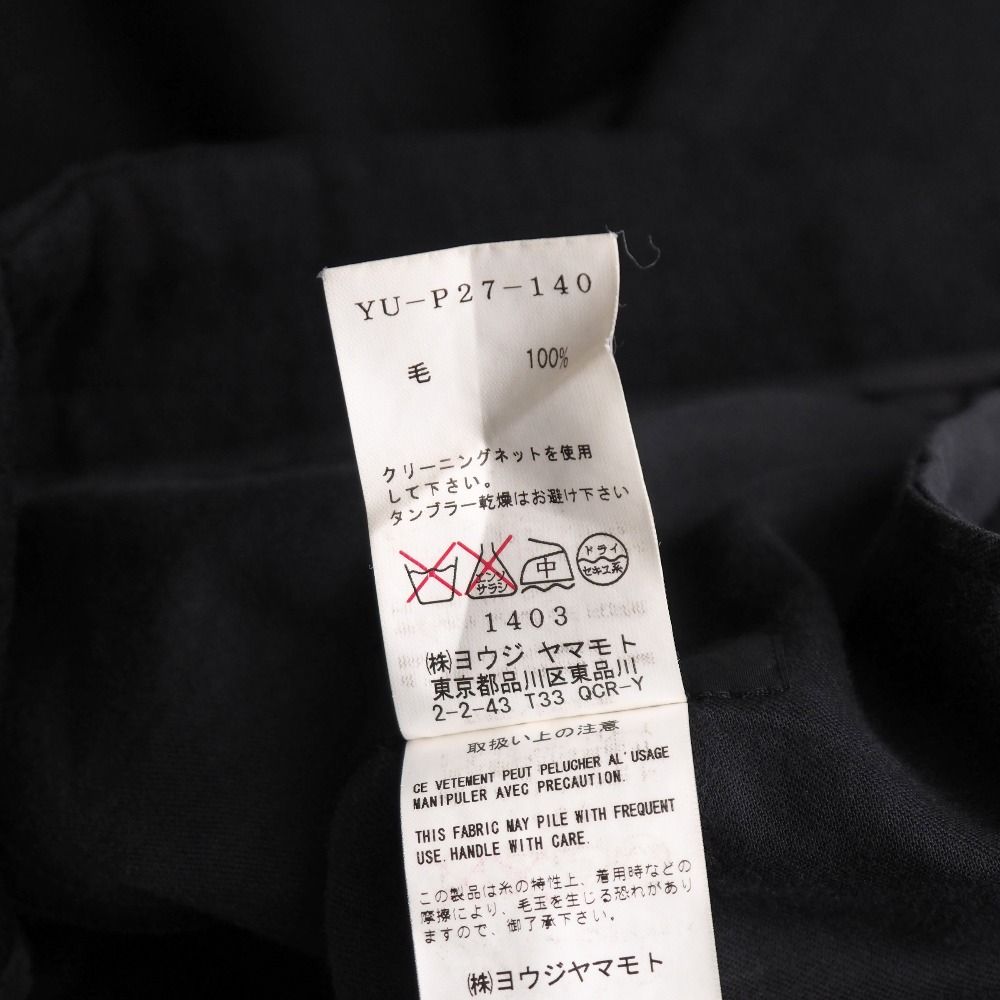 YU-P27-140
毛 100%
クリーニングネットを使用
して下さい。
タンブラー乾燥はお避け下さい
エンソ サラシ 中 ドライ セキユ系
1403
㈱ヨウジ ヤマモト
東京都品川区東品川
2-2-43 T33 QCR-Y
取扱い上の注意
CE VETEMENT PEUT PELUCHER AL'USAGE
MANIPULER AVEC PRECAUTION.
THIS FABRIC MAY PILE WITH FREQUENT
USE. HANDLE WITH CARE.
この製品は糸の特性上、着用時などの
摩擦により、毛玉を生じる恐れがあり
ますので、御了承下さい。
㈱ヨウジヤマモト